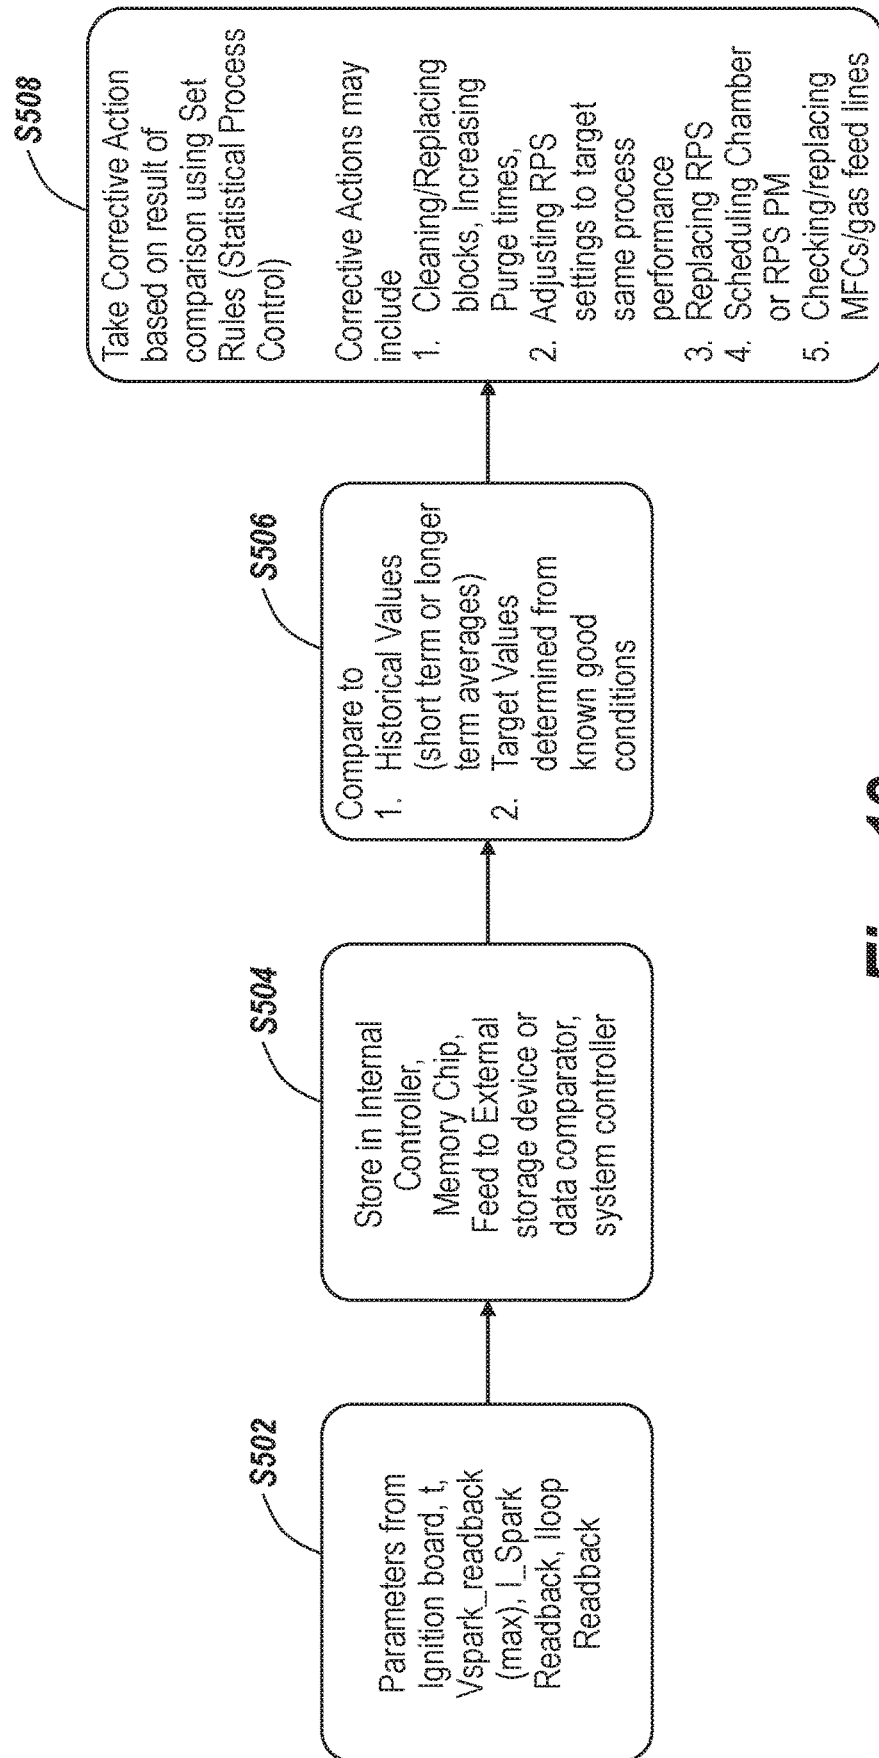 S502
Parameters from
Ignition board, t,
Vspark_readback
(max), I_Spark
Readback, Iloop
Readback
S504
Store in Internal
Controller,
Memory Chip,
Feed to External
storage device or
data comparator,
system controller
S506
Compare to
1. Historical Values
(short term or longer
term averages)
2. Target Values
determined from
known good
conditions
S508
Take Corrective Action
based on result of
comparison using Set
Rules (Statistical Process
Control)
Corrective Actions may
include
1. Cleaning/Replacing
blocks, Increasing
Purge times,
2. Adjusting RPS
settings to target
same process
performance
3. Replacing RPS
4. Scheduling Chamber
or RPS PM
5. Checking/replacing
MFCs/gas feed lines